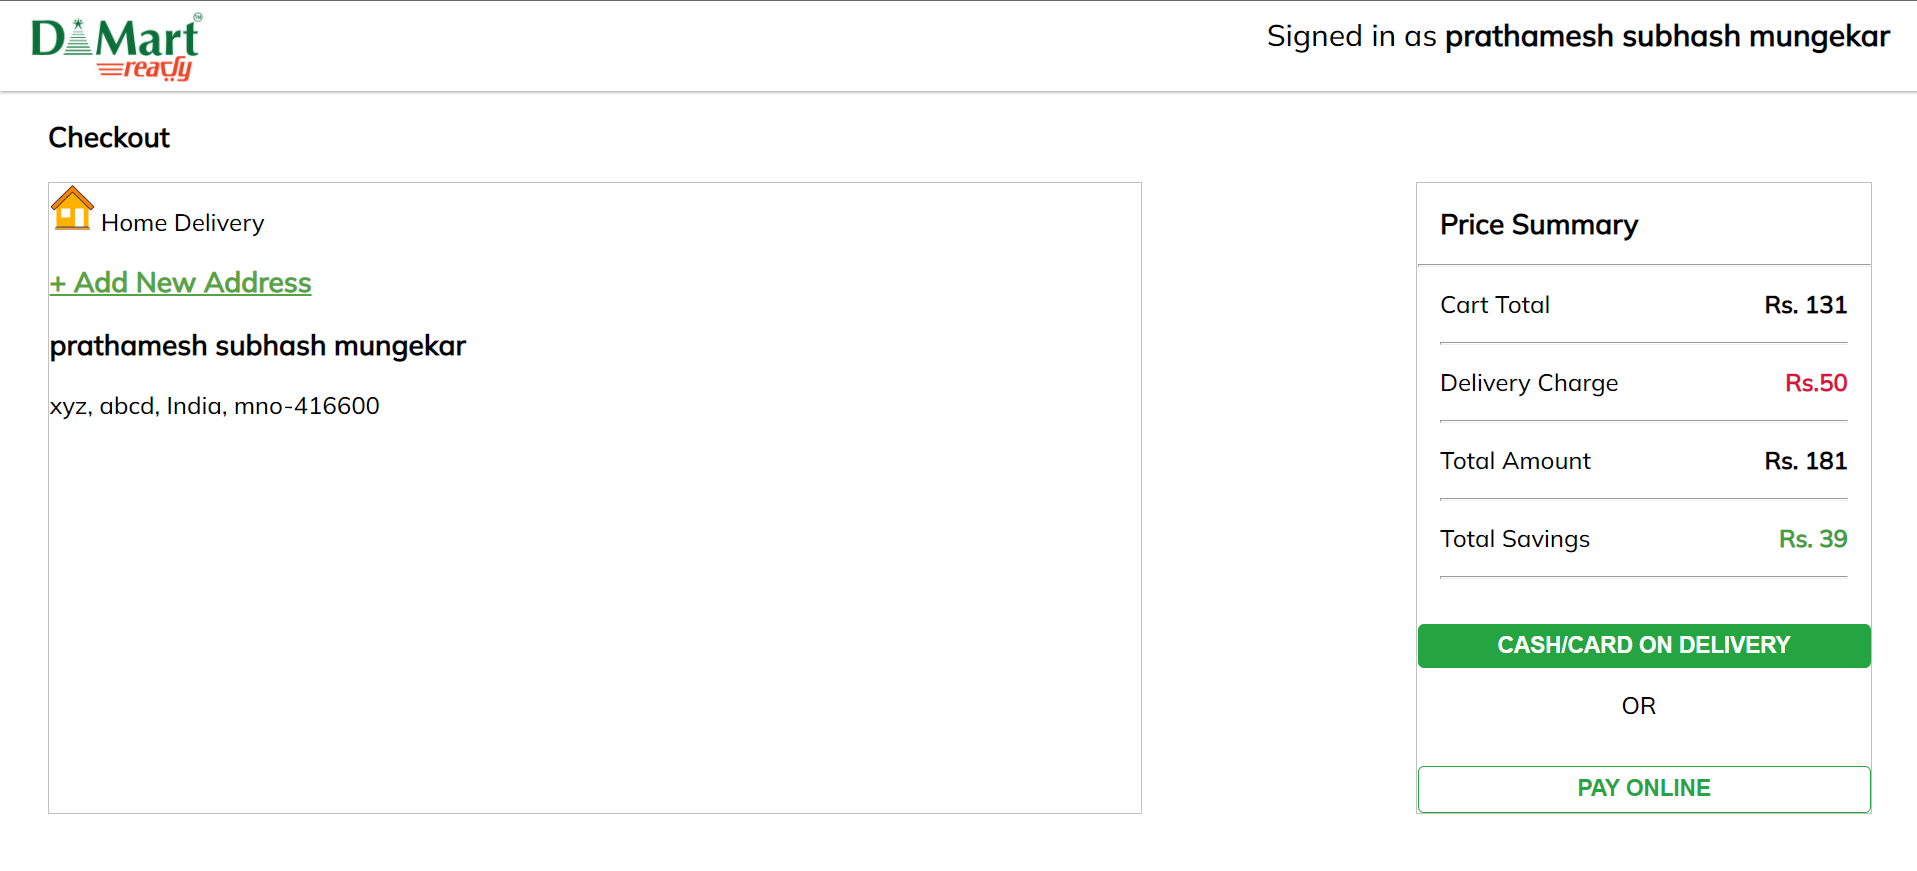 DMart™
ready
Signed in as prathamesh subhash mungekar
Checkout
Home Delivery
+ Add New Address
prathamesh subhash mungekar
xyz, abcd, India, mno-416600
Price Summary
Cart Total Rs. 131
Delivery Charge Rs.50
Total Amount Rs. 181
Total Savings Rs. 39
CASH/CARD ON DELIVERY
OR
PAY ONLINE